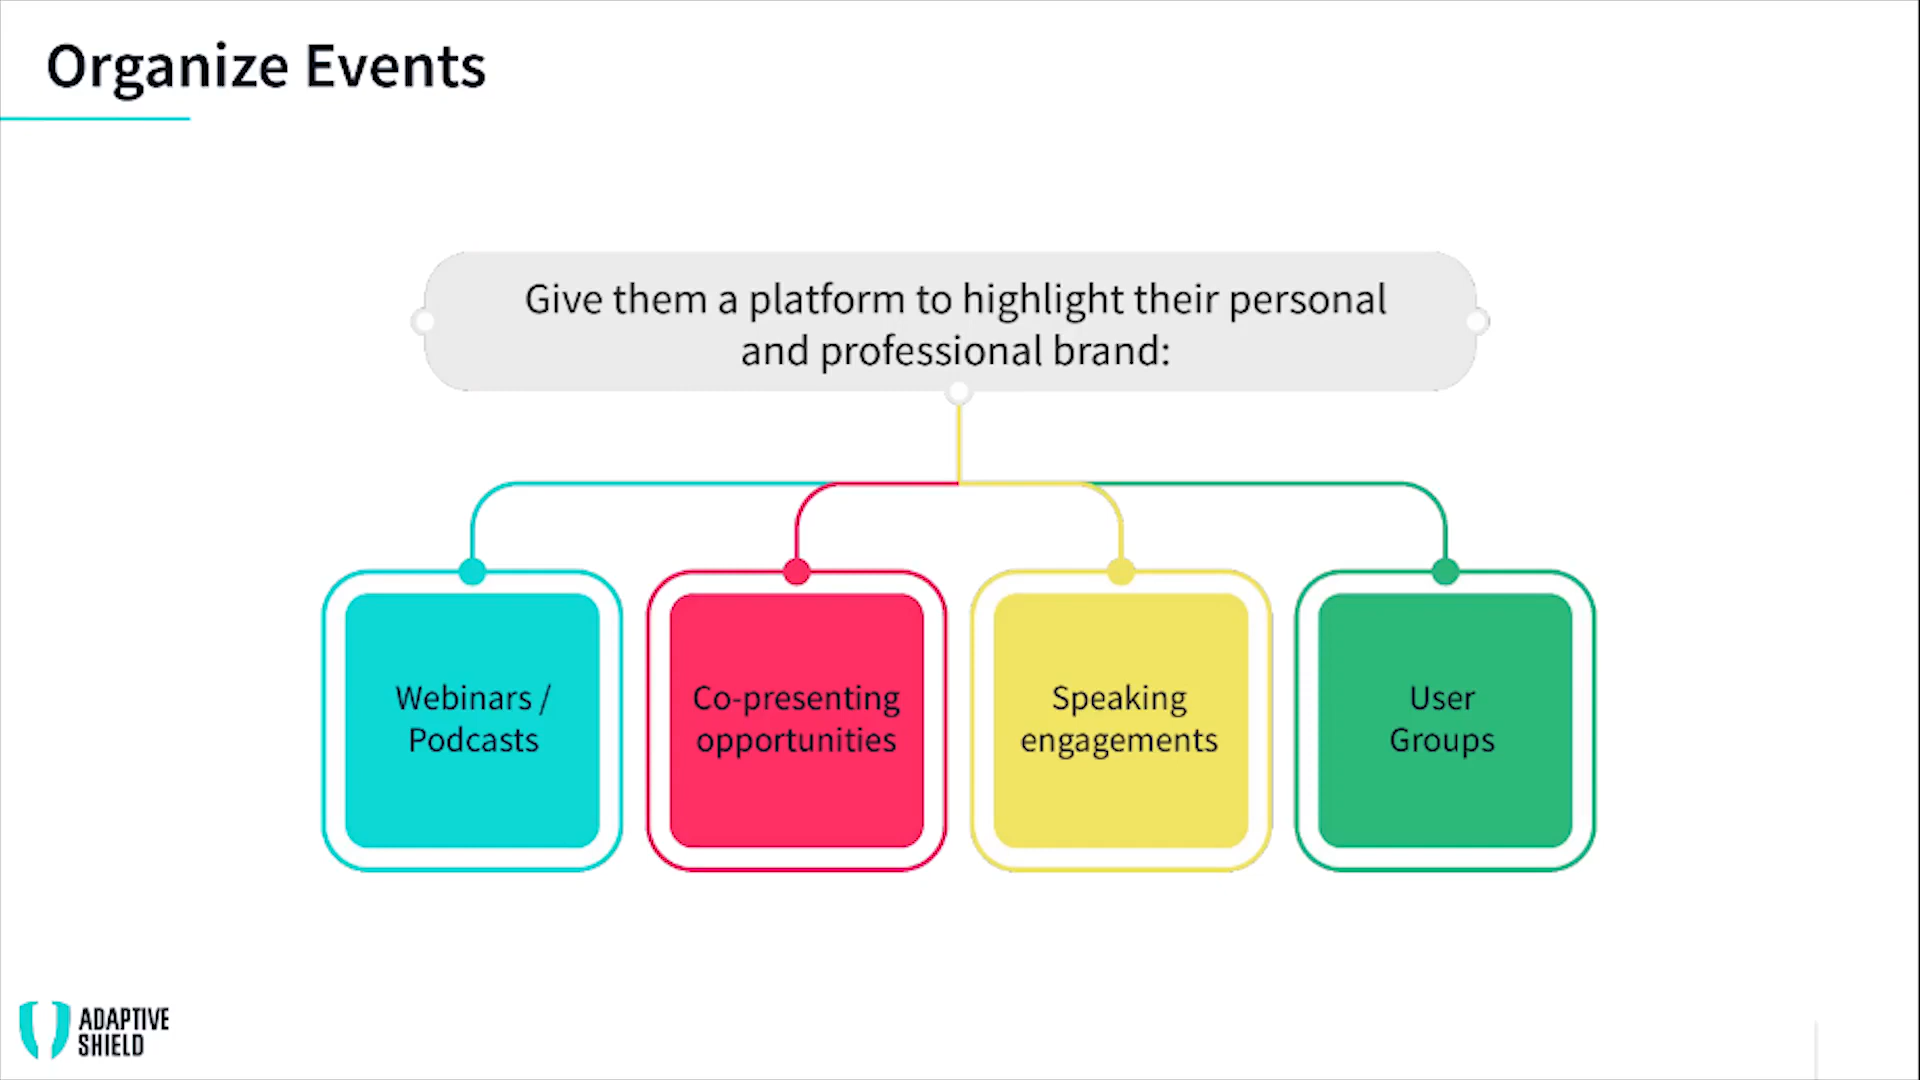 Organize Events
Give them a platform to highlight their personal
and professional brand:
Webinars /
Podcasts
Co-presenting
opportunities
Speaking
engagements
User
Groups
ADAPTIVE
SHIELD